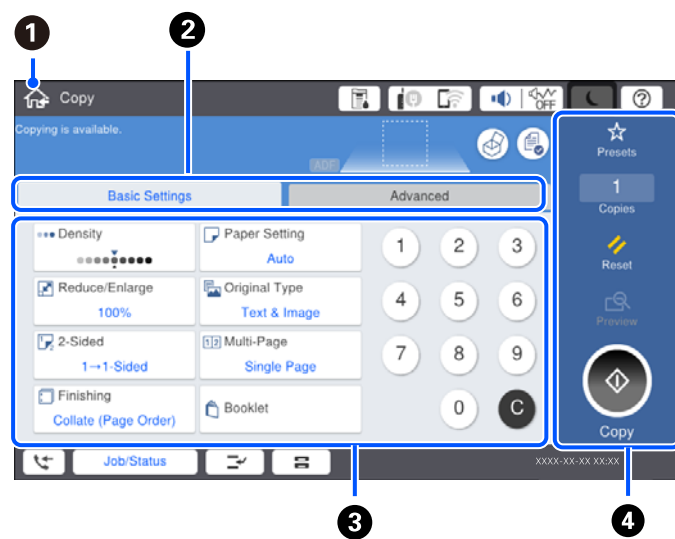 1
2
Copy
OFF
?
Copying is available.
ADF
Presets
Basic Settings
Advanced
1
Copies
Density
Paper Setting
Auto
1
2
3
Reset
Reduce/Enlarge
100%
Original Type
Text & Image
4
5
6
Preview
2-Sided
1→1-Sided
1 2 Multi-Page
Single Page
7
8
9
Finishing
Collate (Page Order)
Booklet
0
C
Copy
Job/Status
XXXX-XX-XX XX:XX
3
4